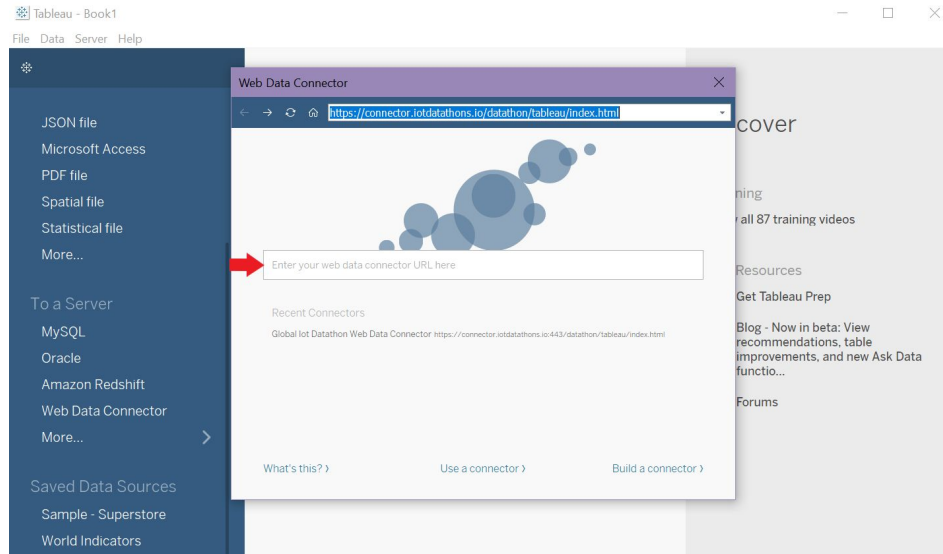 Tableau - Book1
File Data Server Help
JSON file
Microsoft Access
PDF file
Spatial file
Statistical file
More...
To a Server
MySQL
Oracle
Amazon Redshift
Web Data Connector
More...
Saved Data Sources
Sample - Superstore
World Indicators
Web Data Connector
https://connector.iotdatathons.io/datathon/tableau/index.html
Enter your web data connector URL here
Recent Connectors
Global Iot Datathon Web Data Connector https://connector.iotdatathons.io:443/datathon/tableau/index.html
What's this?
Use a connector
Build a connector
cover
ning
all 87 training videos
Resources
Get Tableau Prep
Blog - Now in beta: View
recommendations, table
improvements, and new Ask Data
functio...
Forums